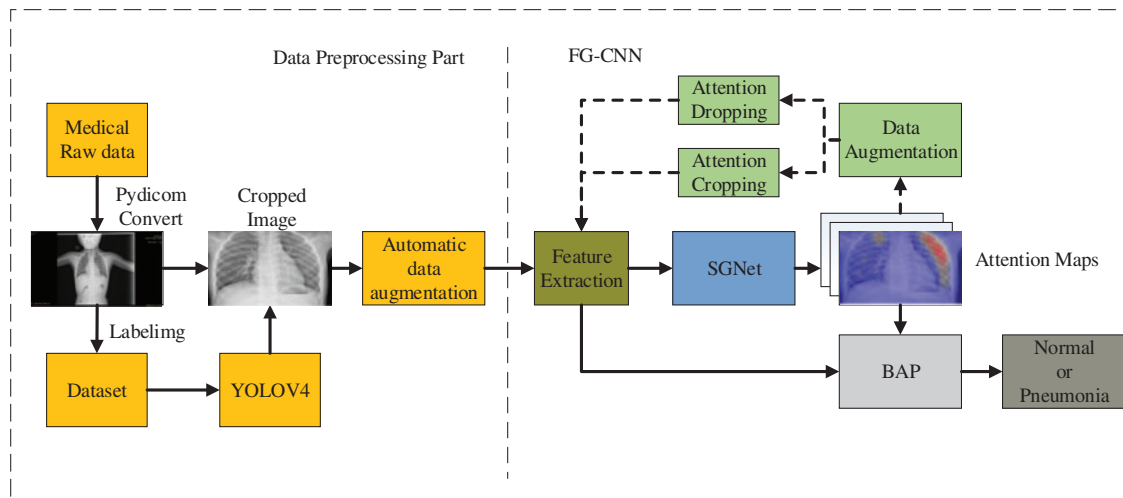 Data Preprocessing Part
FG-CNN
Medical
Raw data
Pydicom
Convert
Cropped
Image
Labelimg
Dataset
YOLOV4
Automatic
data
augmentation
Attention
Dropping
Attention
Cropping
Data
Augmentation
Feature
Extraction
SGNet
Attention Maps
BAP
Normal
or
Pneumonia